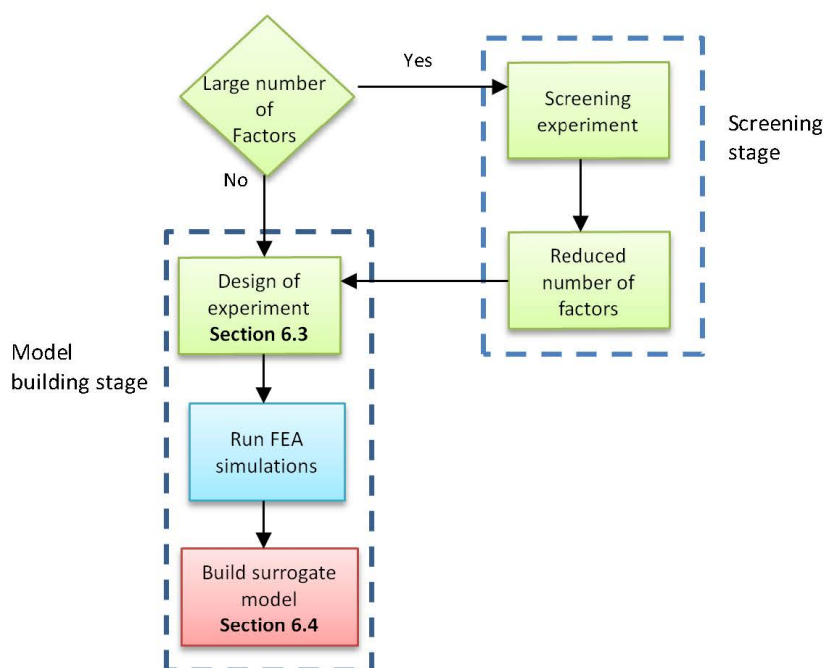 Large number
of
Factors
Yes
No
Screening
experiment
Screening
stage
Reduced
number of
factors
Design of
experiment
Section 6.3
Model
building stage
Run FEA
simulations
Build surrogate
model
Section 6.4